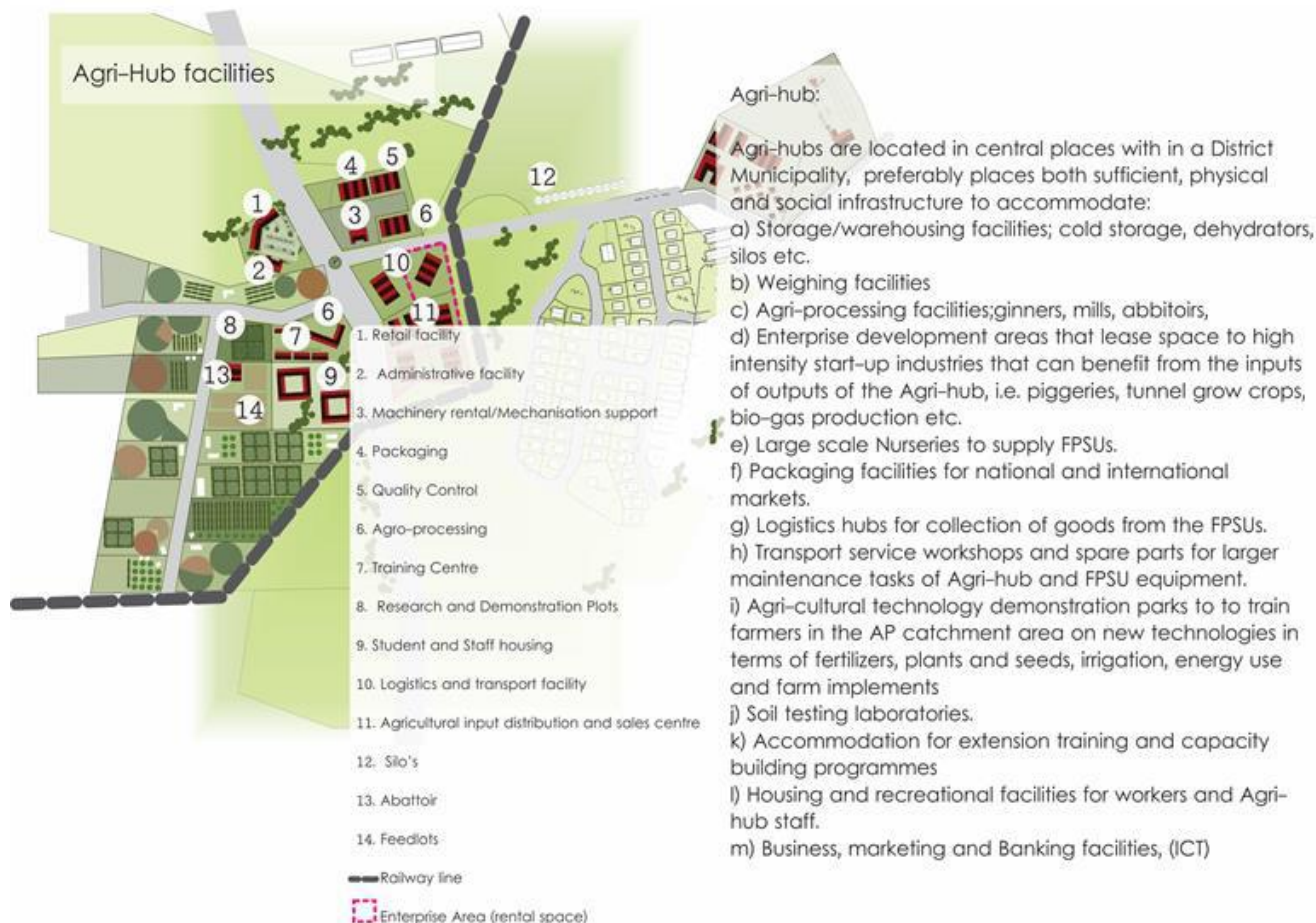 Agri-Hub facilities
1
2
3
4
5
6
12
10
11
6
7
8
9
13
14
1. Retail facility
2. Administrative facility
3. Machinery rental/Mechanisation support
4. Packaging
5. Quality Control
6. Agro-processing
7. Training Centre
8. Research and Demonstration Plots
9. Student and Staff housing
10. Logistics and transport facility
11. Agricultural input distribution and sales centre
12. Silo's
13. Abattoir
14. Feedlots
Railway line
Enterprise Area (rental space)
Agri-hub:
Agri-hubs are located in central places with in a District
Municipality, preferably places both sufficient, physical
and social infrastructure to accommodate:
a) Storage/warehousing facilities; cold storage, dehydrators,
silos etc.
b) Weighing facilities
c) Agri-processing facilities;ginners, mills, abbitoirs,
d) Enterprise development areas that lease space to high
intensity start-up industries that can benefit from the inputs
of outputs of the Agri-hub, i.e. piggeries, tunnel grow crops,
bio-gas production etc.
e) Large scale Nurseries to supply FPSUs.
f) Packaging facilities for national and international
markets.
g) Logistics hubs for collection of goods from the FPSUs.
h) Transport service workshops and spare parts for larger
maintenance tasks of Agri-hub and FPSU equipment.
i) Agri-cultural technology demonstration parks to to train
farmers in the AP catchment area on new technologies in
terms of fertilizers, plants and seeds, irrigation, energy use
and farm implements
j) Soil testing laboratories.
k) Accommodation for extension training and capacity
building programmes
l) Housing and recreational facilities for workers and Agri-
hub staff.
m) Business, marketing and Banking facilities, (ICT)